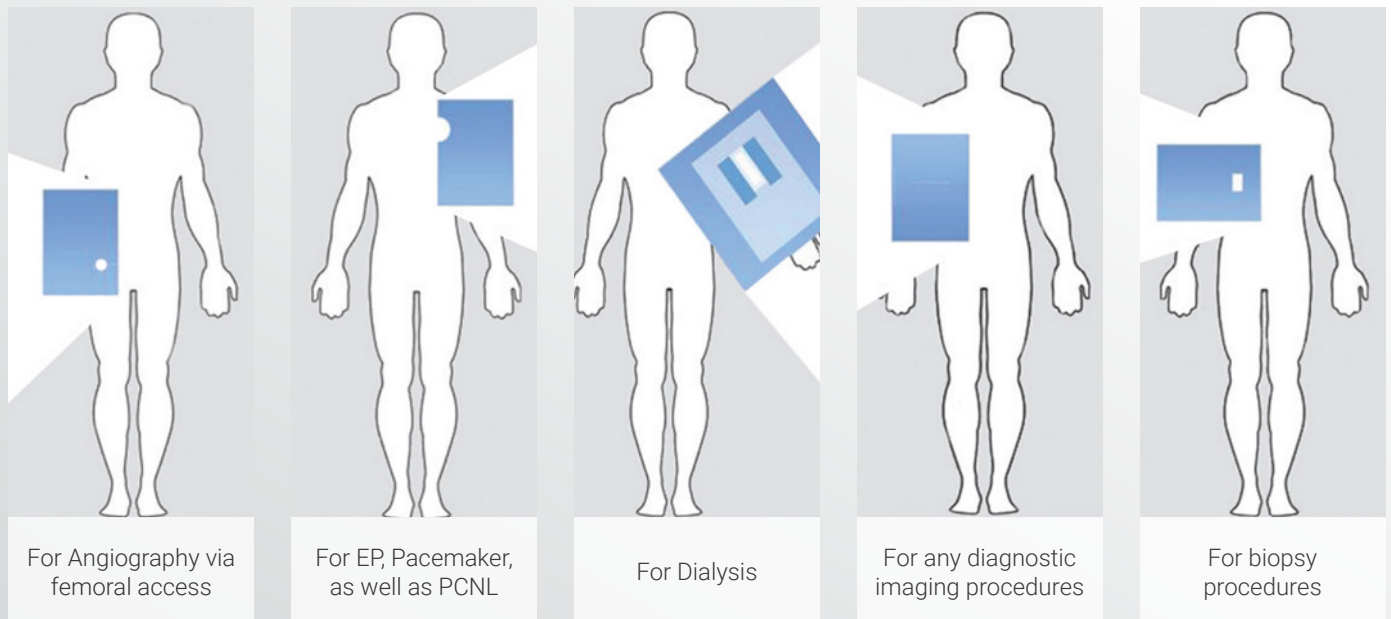 For Angiography via
femoral access
For EP, Pacemaker,
as well as PCNL
For Dialysis
For any diagnostic
imaging procedures
For biopsy
procedures